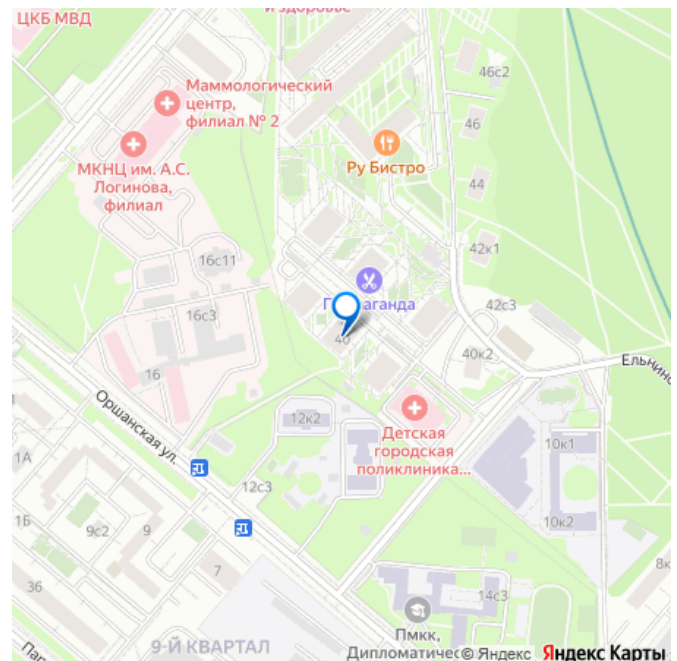 ЦКБ МВД
и здоровье
46с2
Маммологический
центр,
филиал № 2
46
Ру Бистро
МКНЦ им. А.С.
Логинова,
филиал
44
42к1
16с11
42с3
16с3
40
40к2
16
Оршанская ул.
12к2
Детская
городская
поликлиника...
10к1
1А
12с3
1Б
9с2
9
10к2
7
8к
36
14с3
9-Й КВАРТАЛ
Пмкк,
Дипломатичес
© Яндекс
Яндекс Карты